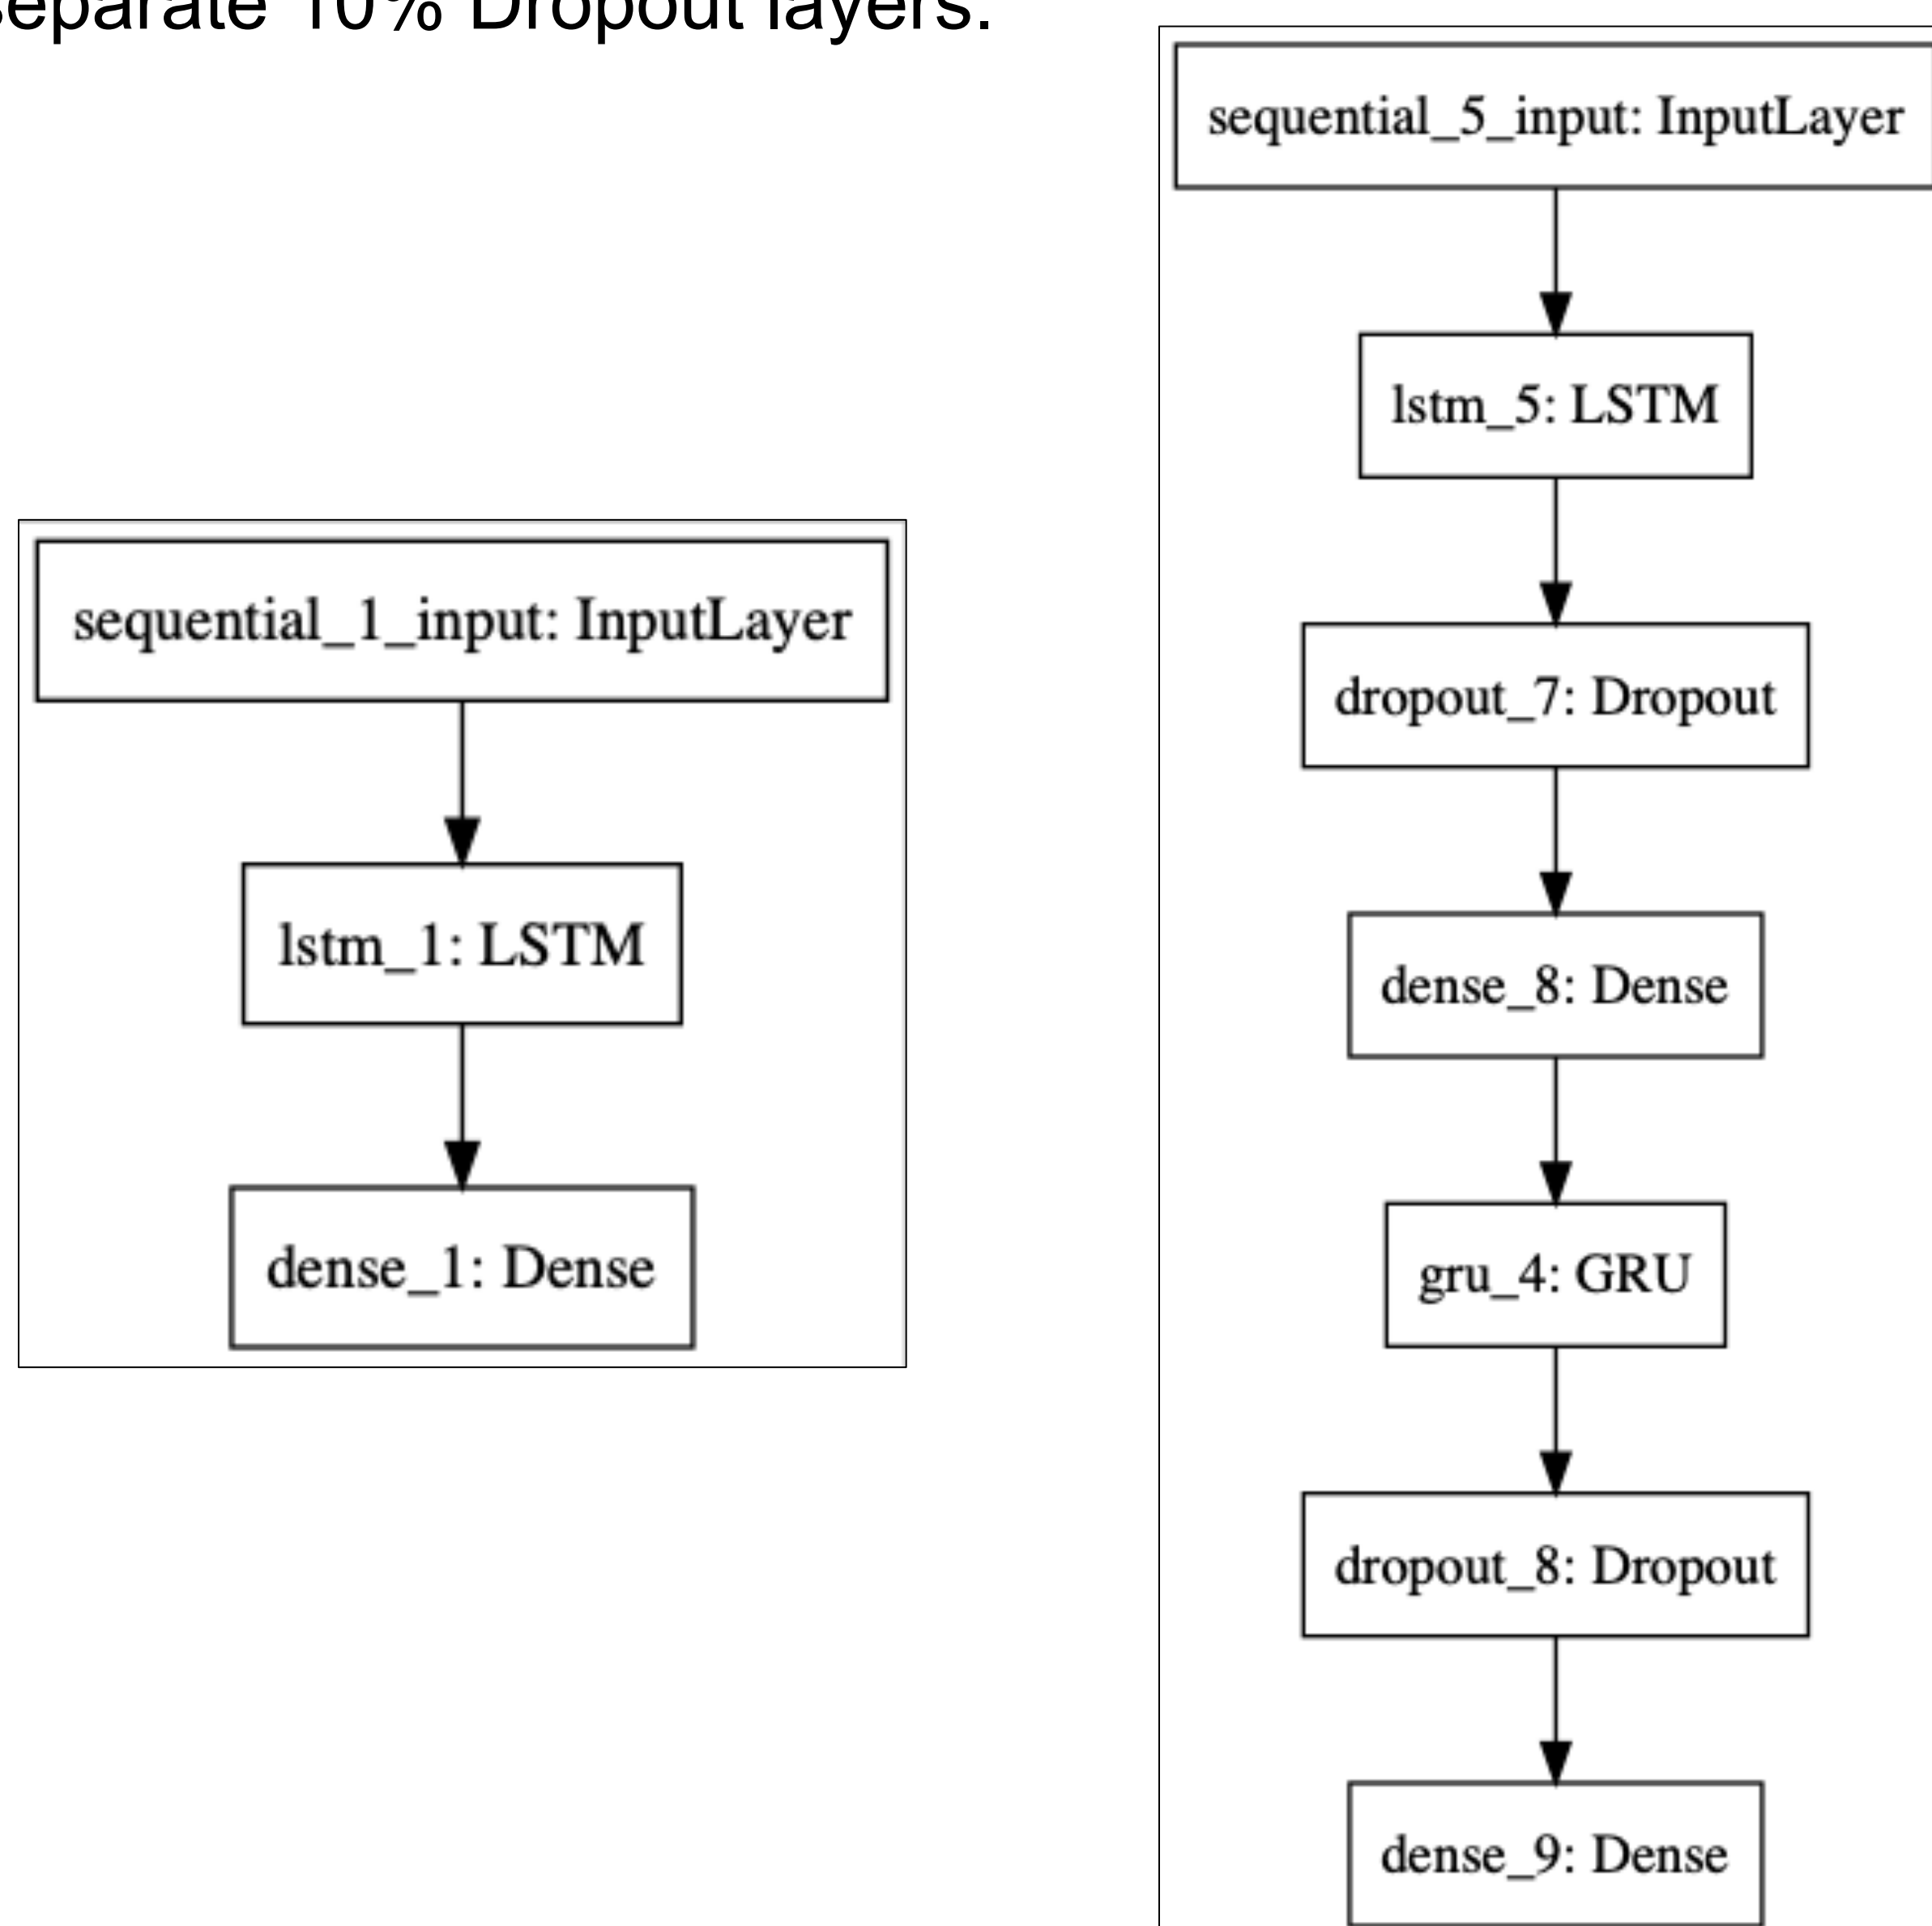 separate 10% Dropout layers.
sequential_1_input: InputLayer
lstm_1: LSTM
dense_1: Dense
sequential_5_input: InputLayer
lstm_5: LSTM
dropout_7: Dropout
dense_8: Dense
gru_4: GRU
dropout_8: Dropout
dense_9: Dense